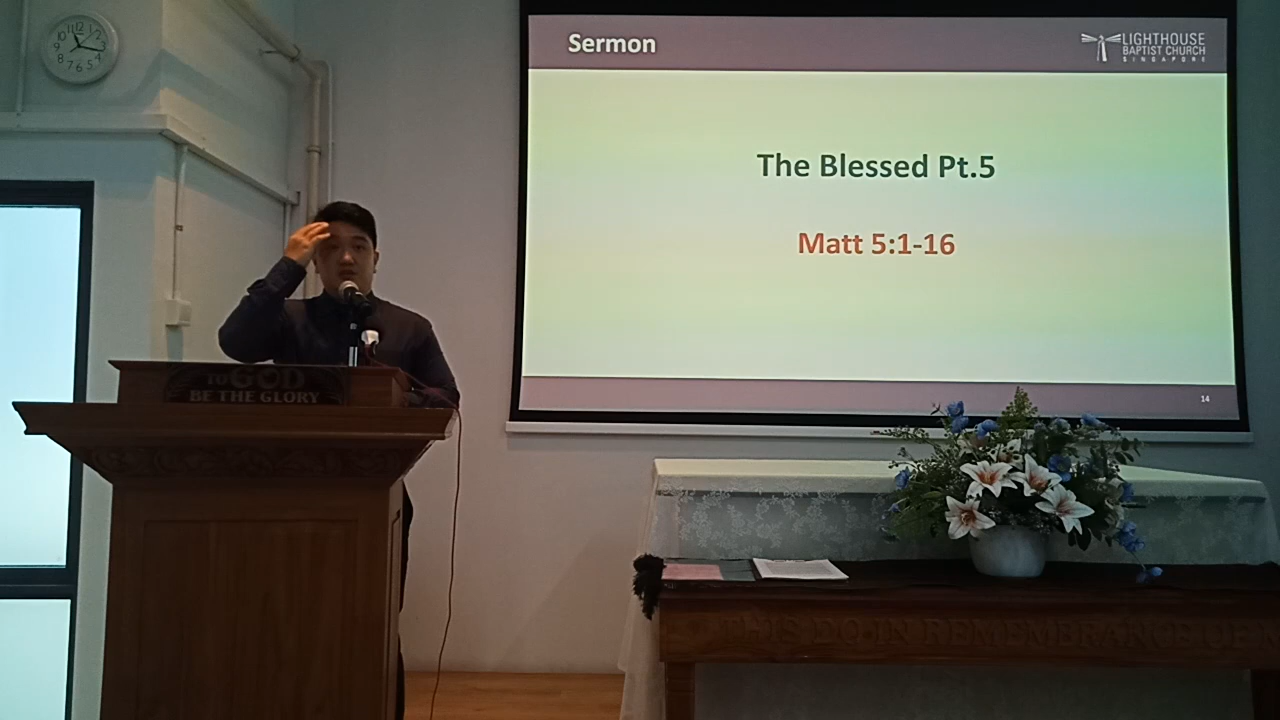 Sermon
LIGHTHOUSE
BAPTIST CHURCH
SINGAPORE
The Blessed Pt.5
Matt 5:1-16
14
TO GOD
BE THE GLORY
THIS DO IN REMEMBRANCE OF